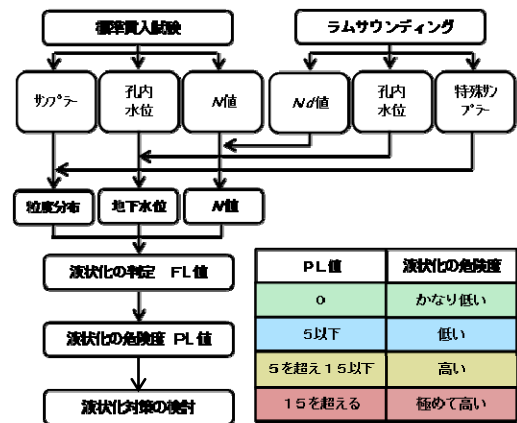 標準貫入試験
ラムサウンディング
サンプラー
孔内
水位
N値
Nd値
孔内
水位
特殊サン
プラー
粒度分布
地下水位
N値
液状化の判定 FL値
液状化の危険度 PL値
液状化対策の検討
PL値 液状化の危険度
0 かなり低い
5以下 低い
5を超え15以下 高い
15を超える 極めて高い